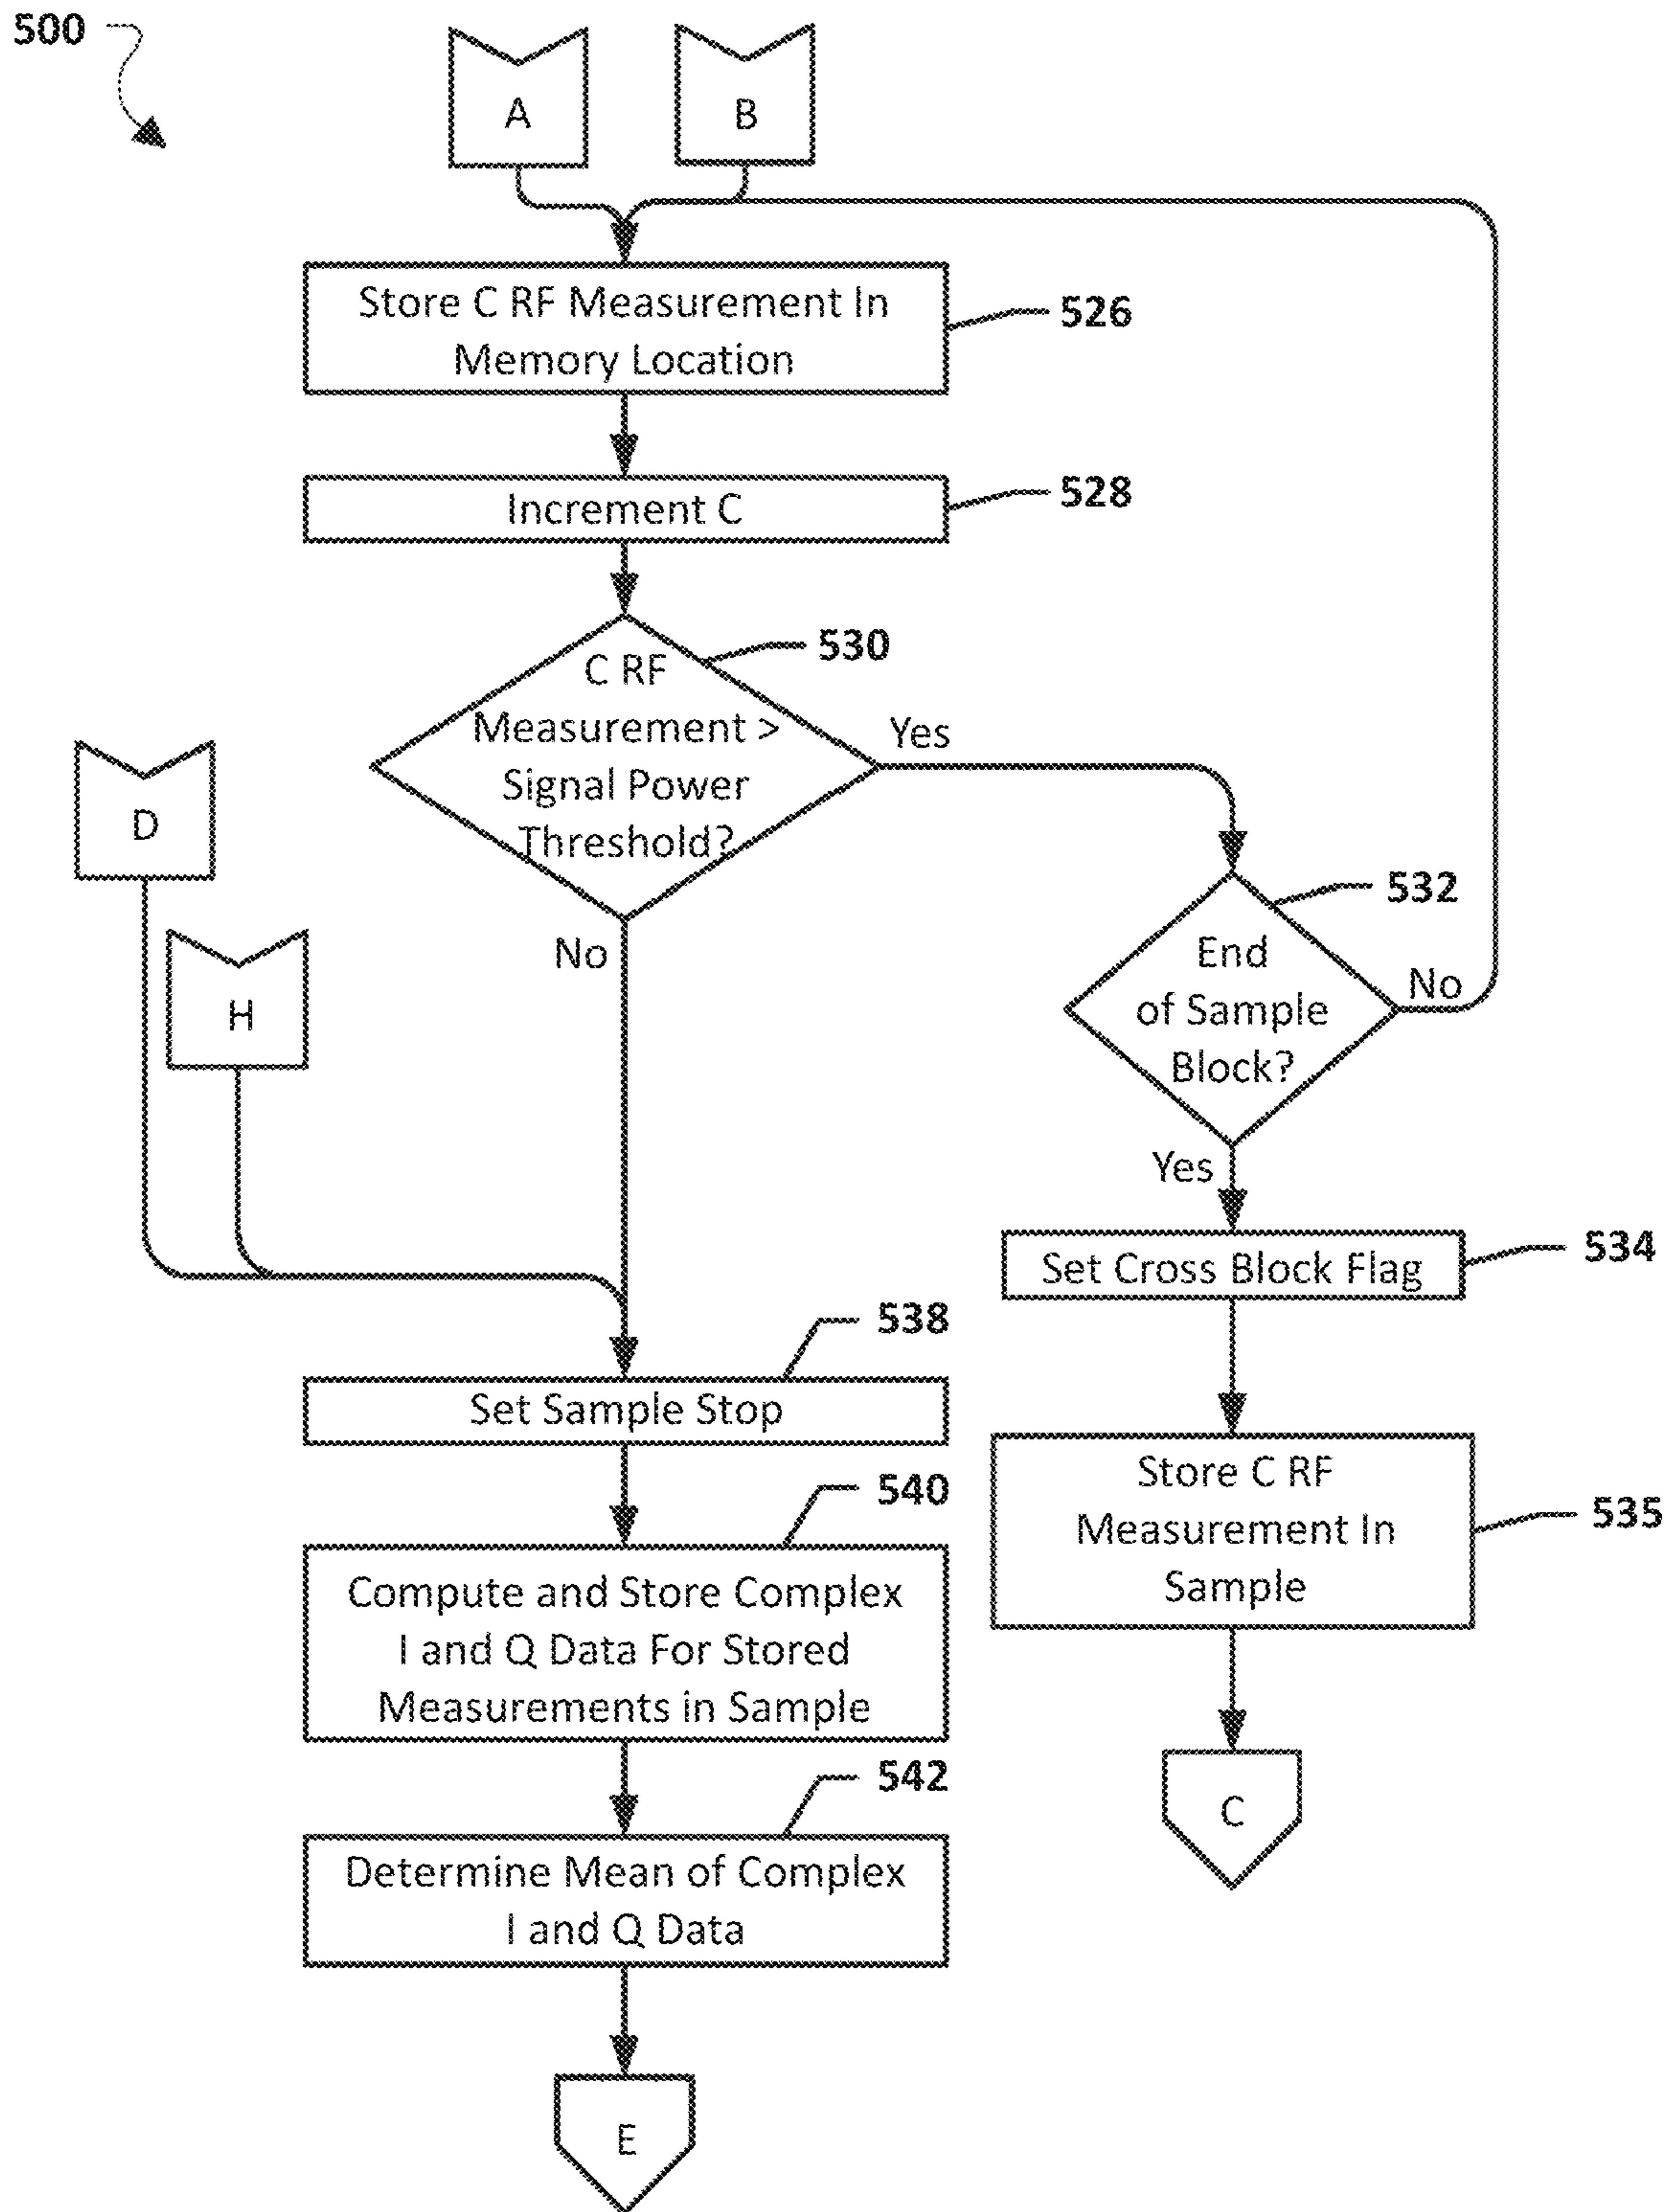 500
A
B
Store C RF Measurement In
Memory Location
526
Increment C
528
530
C RF
Measurement >
Signal Power
Threshold?
Yes
No
D
H
532
End
of Sample
Block?
No
Yes
Set Cross Block Flag
534
538
Set Sample Stop
Store C RF
Measurement In
Sample
535
540
Compute and Store Complex
I and Q Data For Stored
Measurements in Sample
542
Determine Mean of Complex
I and Q Data
C
E